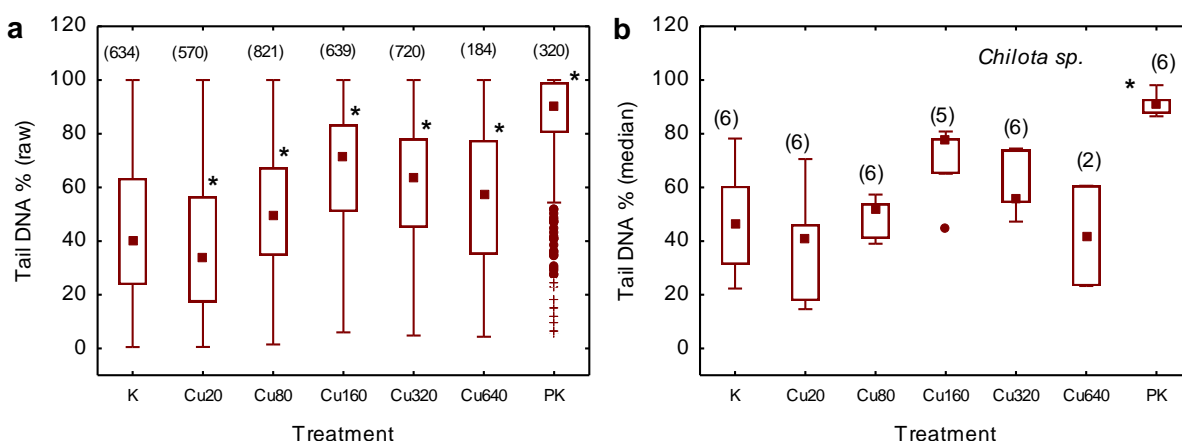 a
Tail DNA % (raw)
120
100
80
60
40
20
0
(634) (570) (821) (639) (720) (184) (320)
* * * * * *
K Cu20 Cu80 Cu160 Cu320 Cu640 PK
Treatment
b
Tail DNA % (median)
120
100
80
60
40
20
0
Chilota sp.
(6) (6) (6) (5) (6) (2) (6)
*
K Cu20 Cu80 Cu160 Cu320 Cu640 PK
Treatment